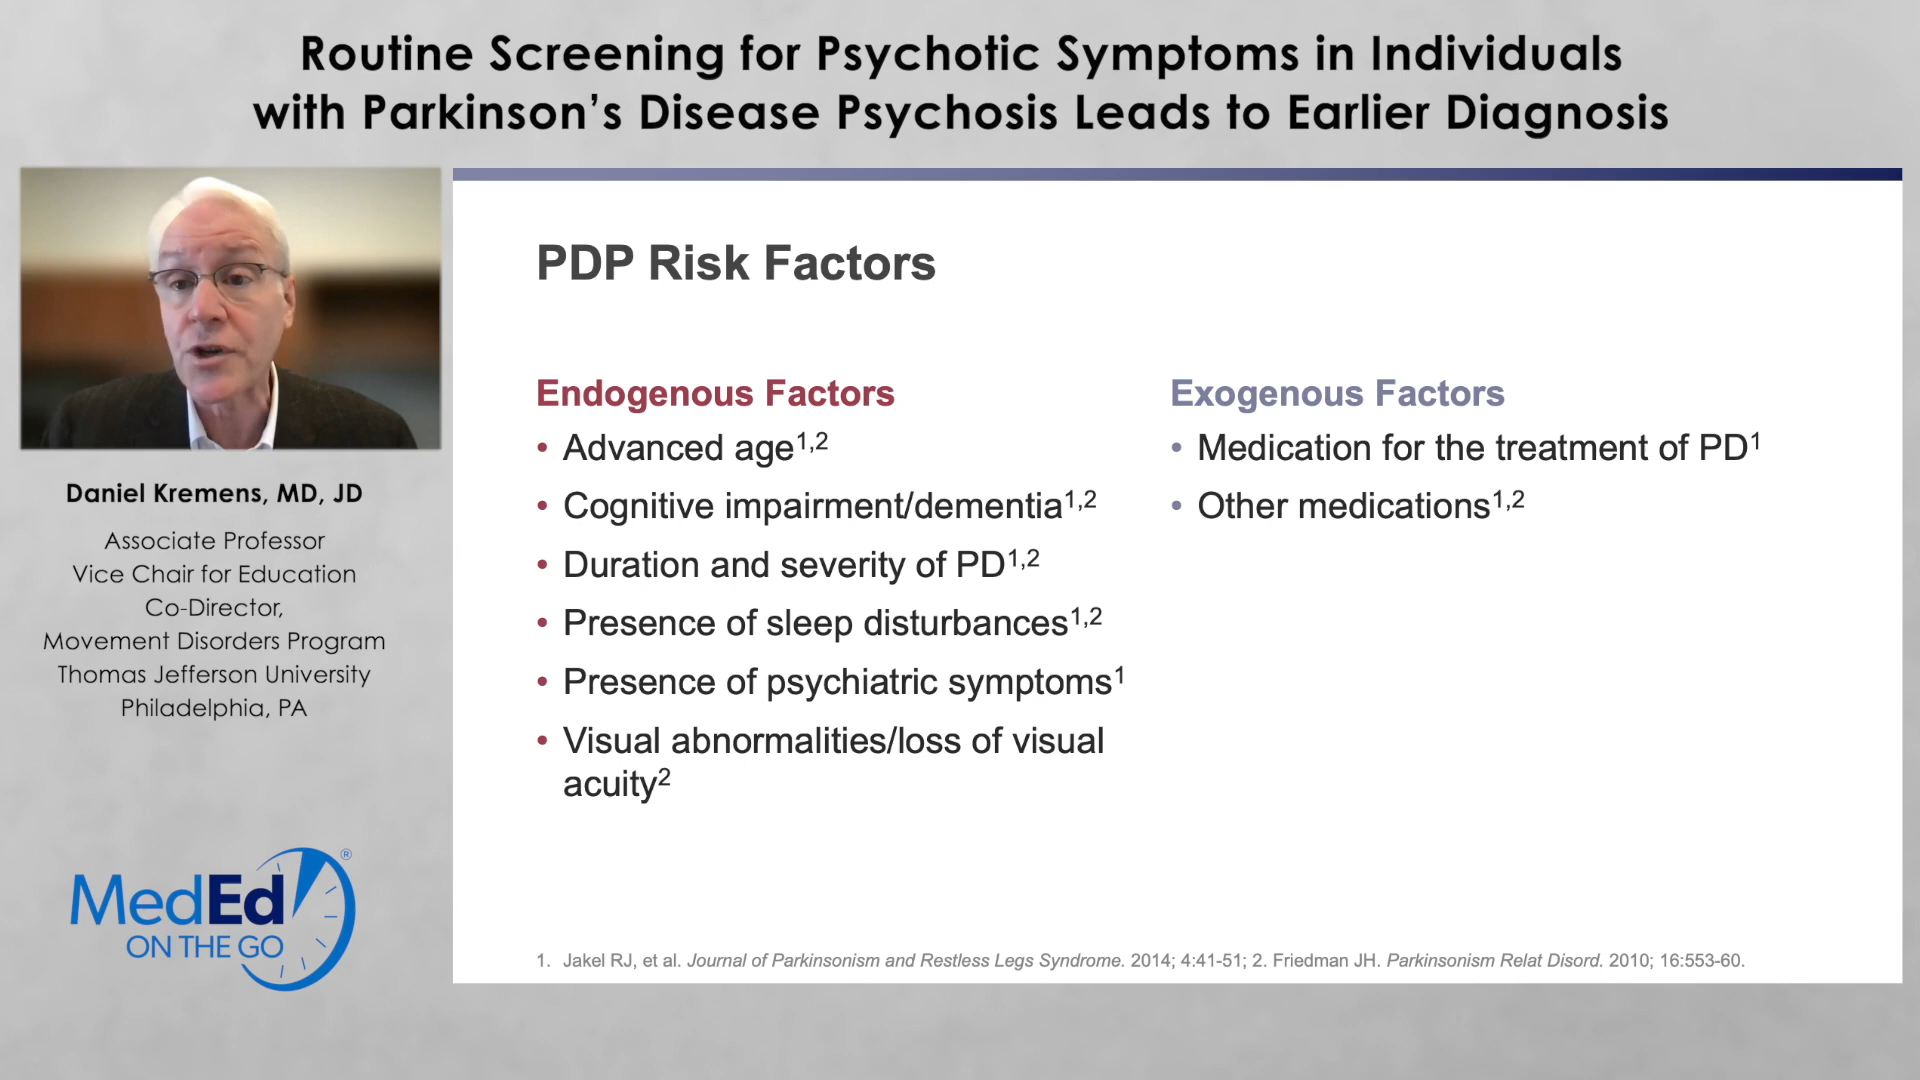 Routine Screening for Psychotic Symptoms in Individuals
with Parkinson’s Disease Psychosis Leads to Earlier Diagnosis
Daniel Kremens, MD, JD
Associate Professor
Vice Chair for Education
Co-Director,
Movement Disorders Program
Thomas Jefferson University
Philadelphia, PA
MedEd®
ON THE GO
PDP Risk Factors
Endogenous Factors
• Advanced age1,2
• Cognitive impairment/dementia1,2
• Duration and severity of PD1,2
• Presence of sleep disturbances1,2
• Presence of psychiatric symptoms1
• Visual abnormalities/loss of visual
acuity2
Exogenous Factors
• Medication for the treatment of PD1
• Other medications1,2
1. Jakel RJ, et al. Journal of Parkinsonism and Restless Legs Syndrome. 2014; 4:41-51; 2. Friedman JH. Parkinsonism Relat Disord. 2010; 16:553-60.